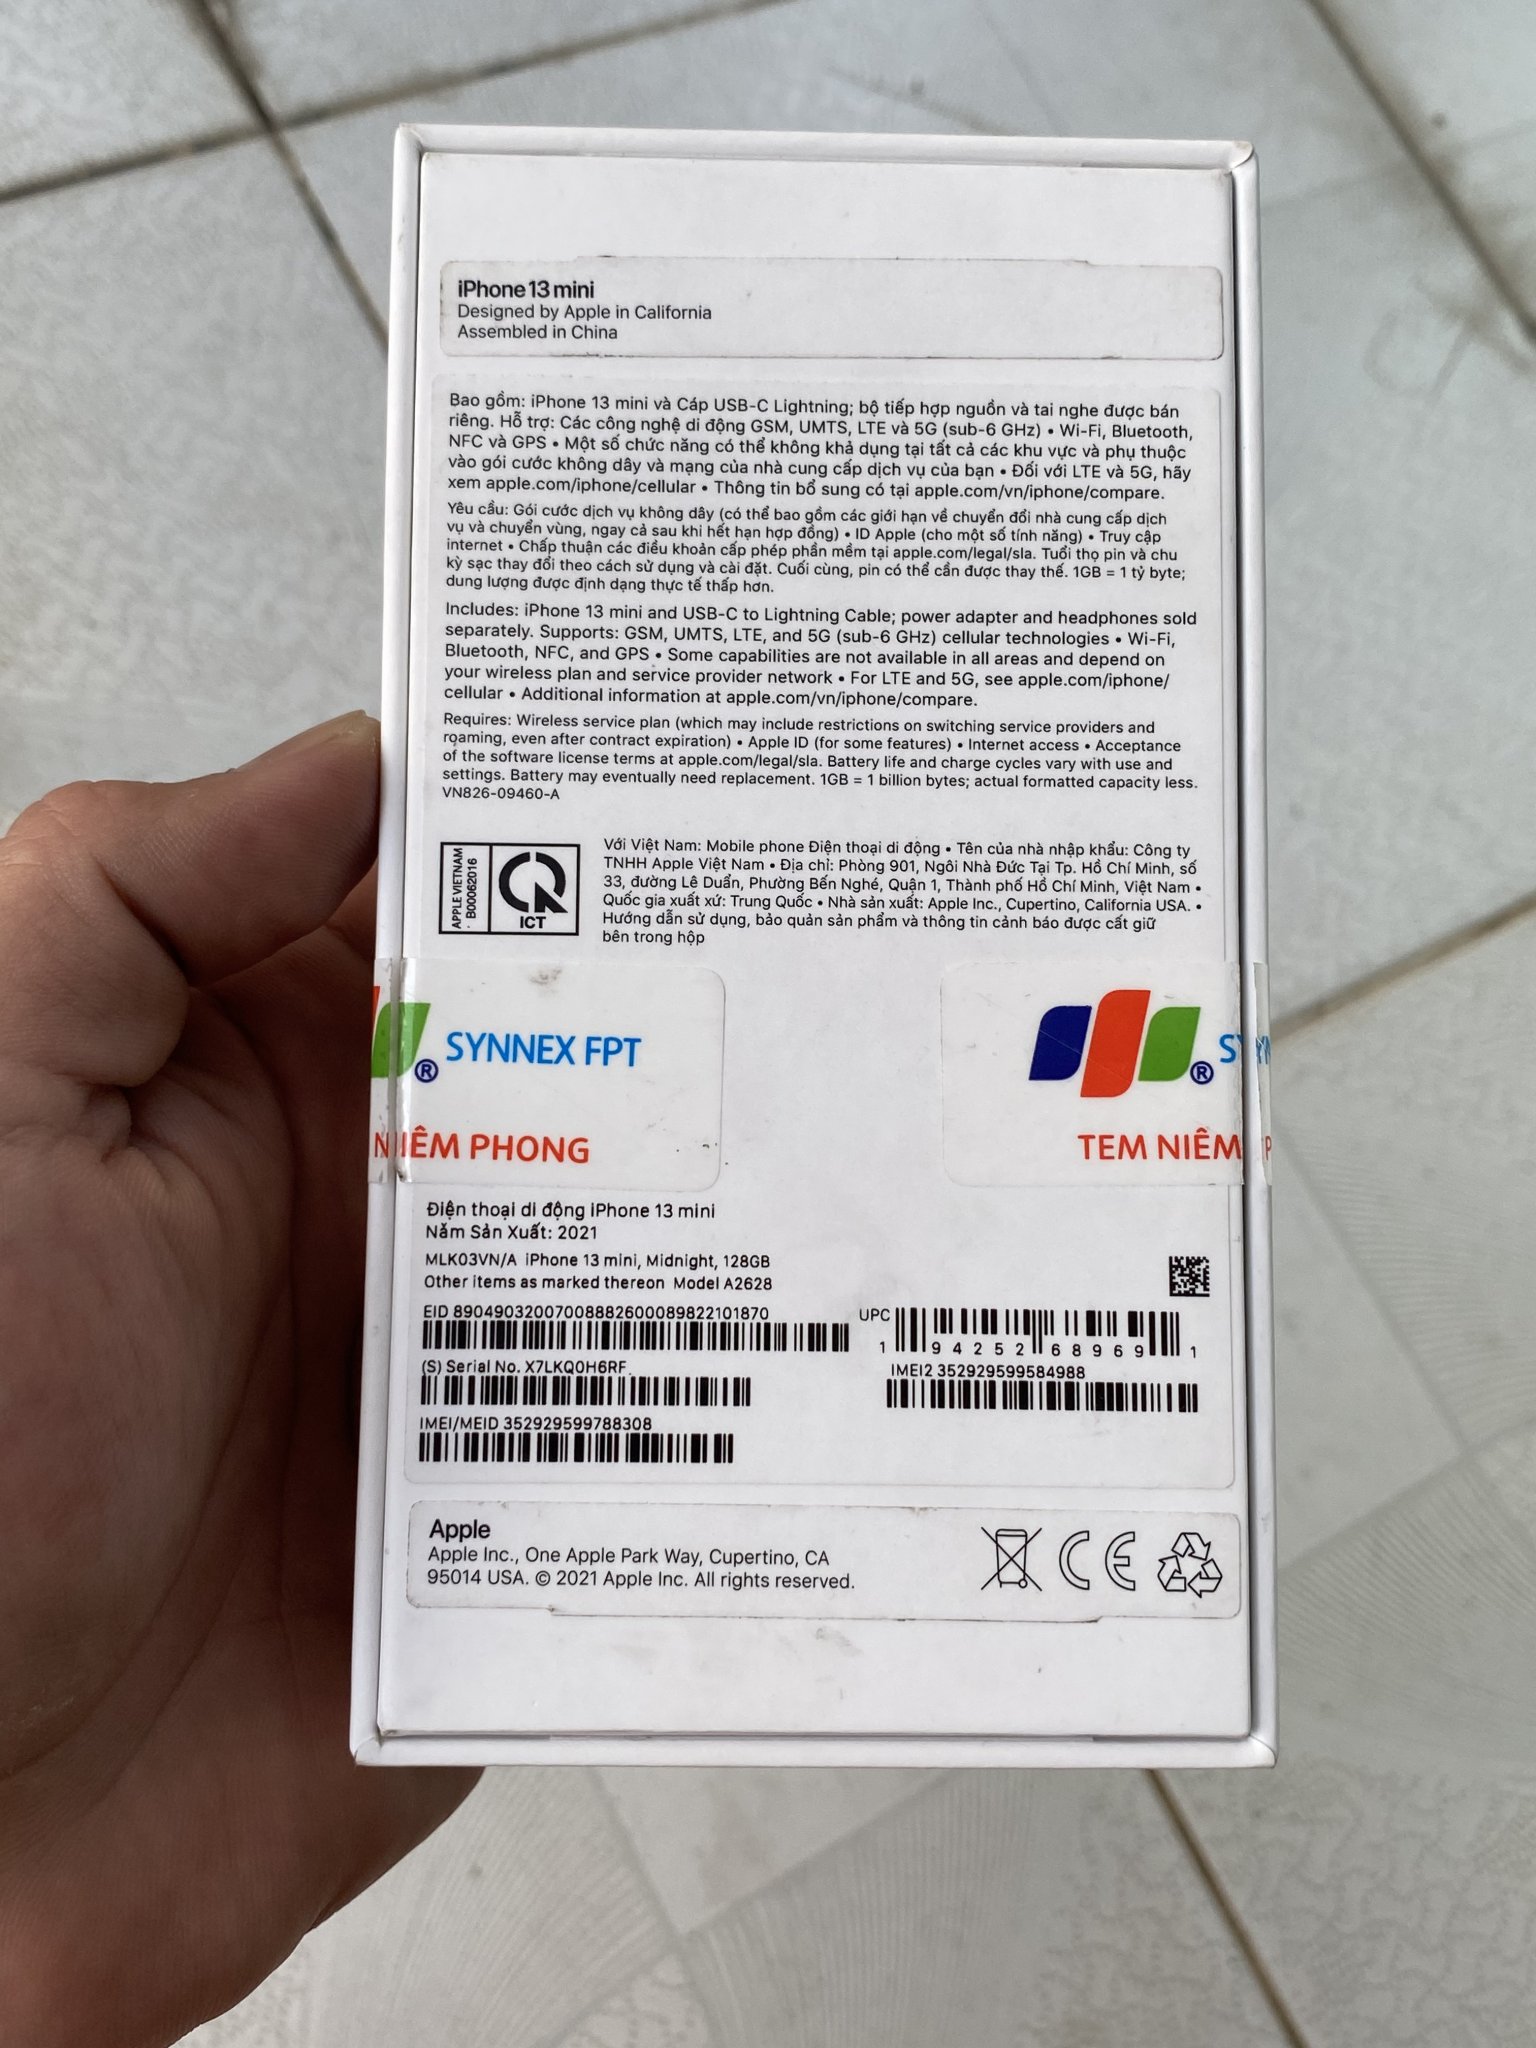 iPhone 13 mini
Designed by Apple in California
Assembled in China
Bao gồm: iPhone 13 mini và Cáp USB-C Lightning; bộ tiếp hợp nguồn và tai nghe được bán
riêng. Hỗ trợ: Các công nghệ di động GSM, UMTS, LTE và 5G (sub-6 GHz) • Wi-Fi, Bluetooth,
NFC và GPS • Một số chức năng có thể không khả dụng tại tất cả các khu vực và phụ thuộc
vào gói cước không dây và mạng của nhà cung cấp dịch vụ của bạn • Đối với LTE và 5G, hãy
xem apple.com/iphone/cellular • Thông tin bổ sung có tại apple.com/vn/iphone/compare.
Yêu cầu: Gói cước dịch vụ không dây (có thể bao gồm các giới hạn về chuyển đổi nhà cung cấp dịch
vụ và chuyển vùng, ngay cả sau khi hết hạn hợp đồng) • ID Apple (cho một số tính năng) • Truy cập
internet • Chấp thuận các điều khoản cấp phép phần mềm tại apple.com/legal/sla. Tuổi thọ pin và chu
kỳ sạc thay đổi theo cách sử dụng và cài đặt. Cuối cùng, pin có thể cần được thay thế. 1GB = 1 tỷ byte;
dung lượng được định dạng thực tế thấp hơn.
Includes: iPhone 13 mini and USB-C to Lightning Cable; power adapter and headphones sold
separately. Supports: GSM, UMTS, LTE, and 5G (sub-6 GHz) cellular technologies • Wi-Fi,
Bluetooth, NFC, and GPS • Some capabilities are not available in all areas and depend on
your wireless plan and service provider network • For LTE and 5G, see apple.com/iphone/
cellular • Additional information at apple.com/vn/iphone/compare.
Requires: Wireless service plan (which may include restrictions on switching service providers and
roaming, even after contract expiration) • Apple ID (for some features) • Internet access • Acceptance
of the software license terms at apple.com/legal/sla. Battery life and charge cycles vary with use and
settings. Battery may eventually need replacement. 1GB = 1 billion bytes; actual formatted capacity less.
VN826-09460-A
APPLE VIETNAM
B00062016
ICT
Với Việt Nam: Mobile phone Điện thoại di động • Tên của nhà nhập khẩu: Công ty
TNHH Apple Việt Nam • Địa chỉ: Phòng 901, Ngôi Nhà Đức Tại Tp. Hồ Chí Minh, số
33, đường Lê Duẩn, Phường Bến Nghé, Quận 1, Thành phố Hồ Chí Minh, Việt Nam •
Quốc gia xuất xứ: Trung Quốc • Nhà sản xuất: Apple Inc., Cupertino, California USA. •
Hướng dẫn sử dụng, bảo quản sản phẩm và thông tin cảnh báo được cất giữ
bên trong hộp
® SYNNEX FPT
NIÊM PHONG
® SYN
TEM NIÊM P
Điện thoại di động iPhone 13 mini
Năm Sản Xuất: 2021
MLK03VN/A iPhone 13 mini, Midnight, 128GB
Other items as marked thereon Model A2628
EID 89049032007008882600089822101870
UPC
1 94252 68969 1
(S) Serial No. X7LKQ0H6RF
IMEI2 352929599584988
IMEI/MEID 352929599788308
Apple
Apple Inc., One Apple Park Way, Cupertino, CA
95014 USA. © 2021 Apple Inc. All rights reserved.
CE